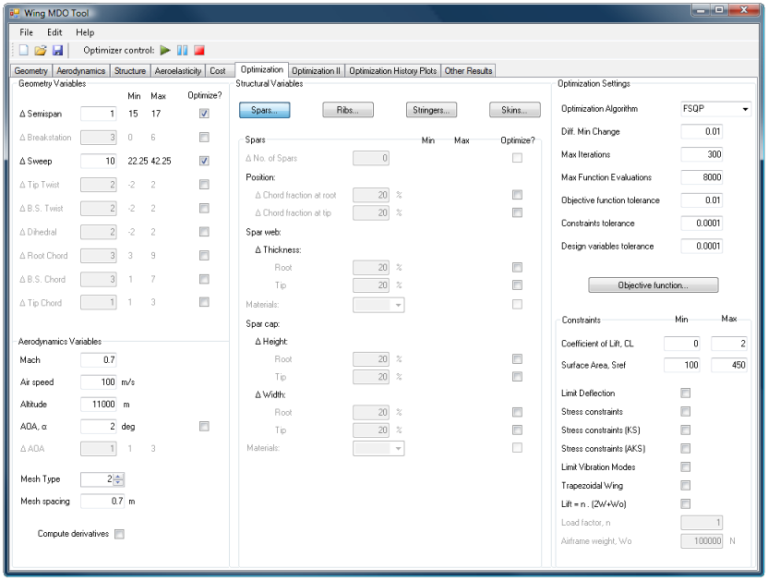 Wing MDO Tool
File Edit Help
Optimizer control:
Geometry Aerodynamics Structure Aeroelasticity Cost Optimization Optimization II Optimization History Plots Other Results
Geometry Variables
Min Max Optimize?
Δ Semispan 1 15 17
Δ Breakstation 3 0 6
Δ Sweep 10 22.25 42.25
Δ Tip Twist 2 -2 2
Δ B.S. Twist 2 -2 2
Δ Dihedral 2 -2 2
Δ Root Chord 3 3 9
Δ B.S. Chord 3 1 7
Δ Tip Chord 1 1 3
Aerodynamics Variables
Mach 0.7
Air speed 100 m/s
Altitude 11000 m
AOA, α 2 deg
Δ AOA 1 1 3
Mesh Type 2
Mesh spacing 0.7 m
Compute derivatives
Structural Variables
Spars... Ribs... Stringers... Skins...
Spars Min Max Optimize?
Δ No. of Spars 0
Position:
Δ Chord fraction at root 20 %
Δ Chord fraction at tip 20 %
Spar web:
Δ Thickness:
Root 20 %
Tip 20 %
Materials:
Spar cap:
Δ Height:
Root 20 %
Tip 20 %
Δ Width:
Root 20 %
Tip 20 %
Materials:
Optimization Settings
Optimization Algorithm FSQP
Diff. Min Change 0.01
Max Iterations 300
Max Function Evaluations 8000
Objective function tolerance 0.01
Constraints tolerance 0.0001
Design variables tolerance 0.0001
Objective function...
Constraints Min Max
Coefficient of Lift, CL 0 2
Surface Area, Sref 100 450
Limit Deflection
Stress constraints
Stress constraints (KS)
Stress constraints (AKS)
Limit Vibration Modes
Trapezoidal Wing
Lift = n . (2W+Wo)
Load factor, n 1
Airframe weight, Wo 100000 N